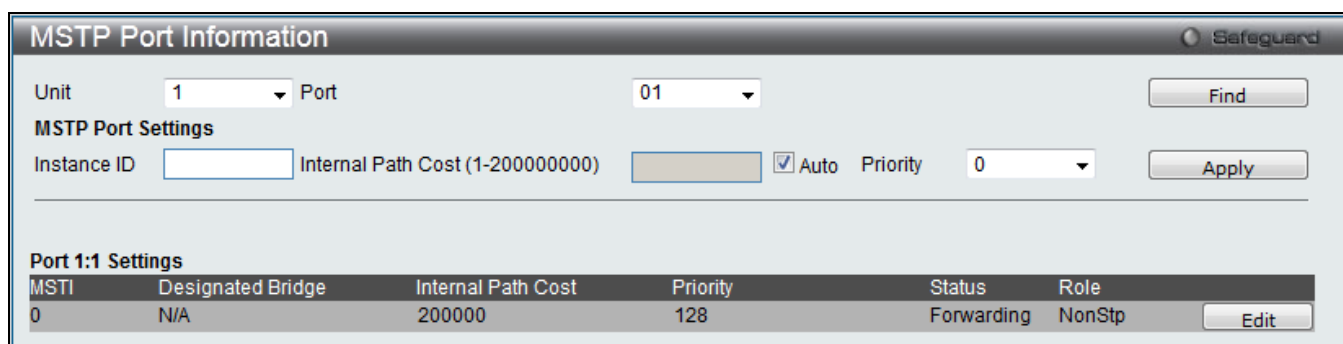 MSTP Port Information Safeguard
Unit 1 Port 01 Find
MSTP Port Settings
Instance ID Internal Path Cost (1-200000000) Auto Priority 0 Apply
Port 1:1 Settings
MSTI Designated Bridge Internal Path Cost Priority Status Role
0 N/A 200000 128 Forwarding NonStp Edit